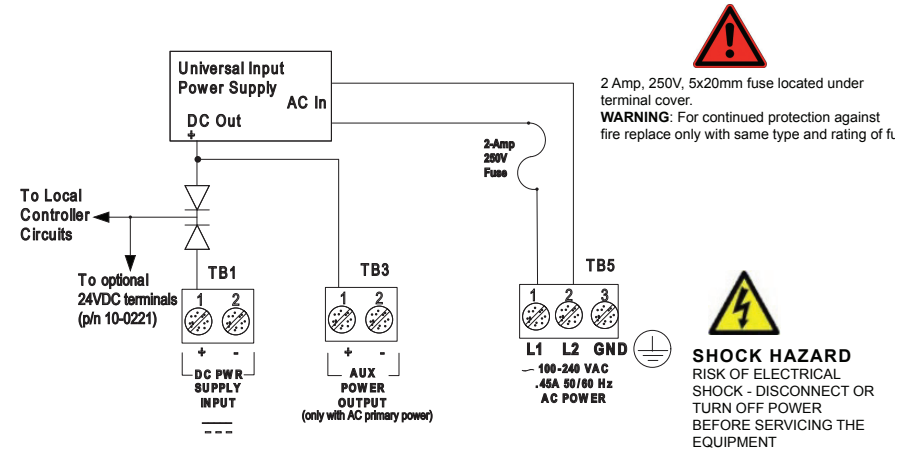 Universal Input
Power Supply
AC In
DC Out
+
2-Amp
250V
Fuse
To Local
Controller
Circuits
To optional
24VDC terminals
(p/n 10-0221)
TB1
1 2
+ -
DC PWR
SUPPLY
INPUT
TB3
1 2
+ -
AUX
POWER
OUTPUT
(only with AC primary power)
TB5
1 2 3
L1 L2 GND
100-240 VAC
.45A 50/60 Hz
AC POWER
!
2 Amp, 250V, 5x20mm fuse located under
terminal cover.
WARNING: For continued protection against
fire replace only with same type and rating of
SHOCK HAZARD
RISK OF ELECTRICAL
SHOCK - DISCONNECT OR
TURN OFF POWER
BEFORE SERVICING THE
EQUIPMENT